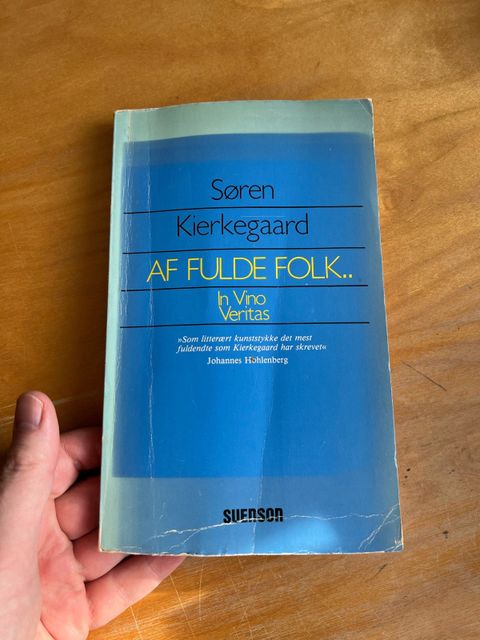 Søren
Kierkegaard
AF FULDE FOLK..
In Vino
Veritas
»Som litterært kunststykke det mest
fuldendte som Kierkegaard har skrevet«
Johannes Hohlenberg
SVENSON